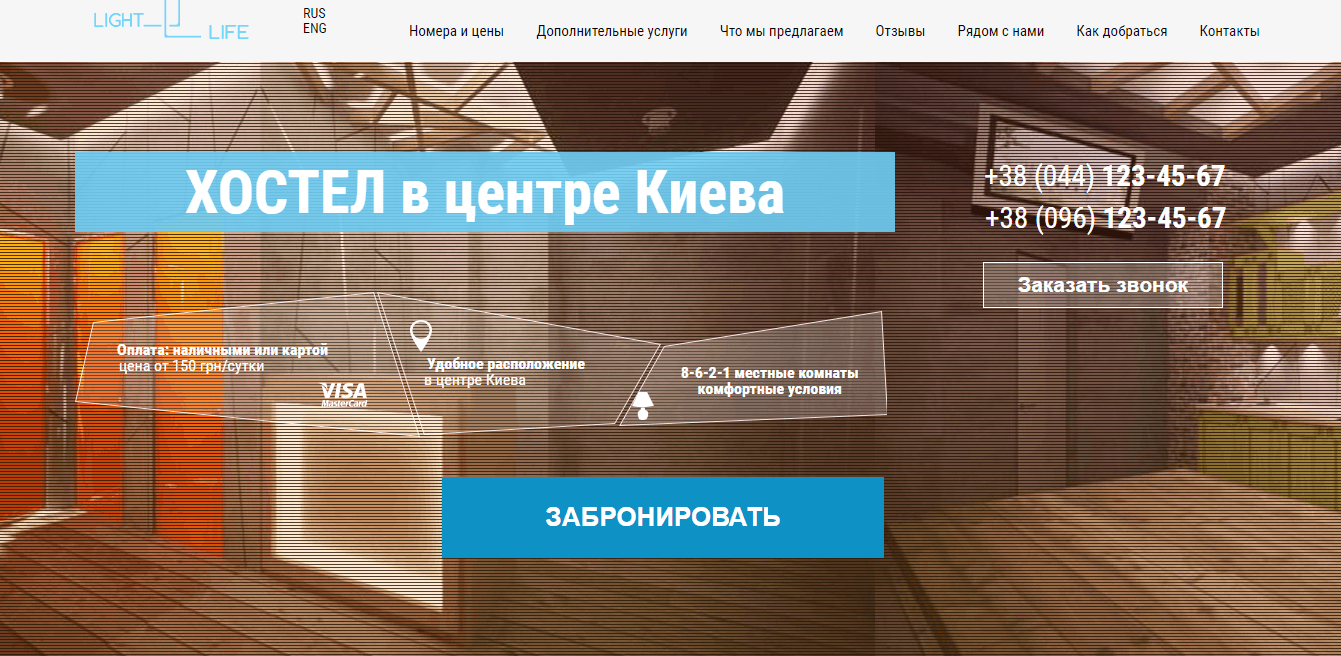 LIGHT
LIFE
RUS
ENG
Номера и цены
Дополнительные услуги
Что мы предлагаем
Отзывы
Рядом с нами
Как добраться
Контакты
ХОСТЕЛ в центре Киева
+38 (044) 123-45-67
+38 (096) 123-45-67
Заказать звонок
Оплата: наличными или картой
цена от 150 грн/сутки
VISA
MasterCard
Удобное расположение
в центре Киева
8-6-2-1 местные комнаты
комфортные условия
ЗАБРОНИРОВАТЬ